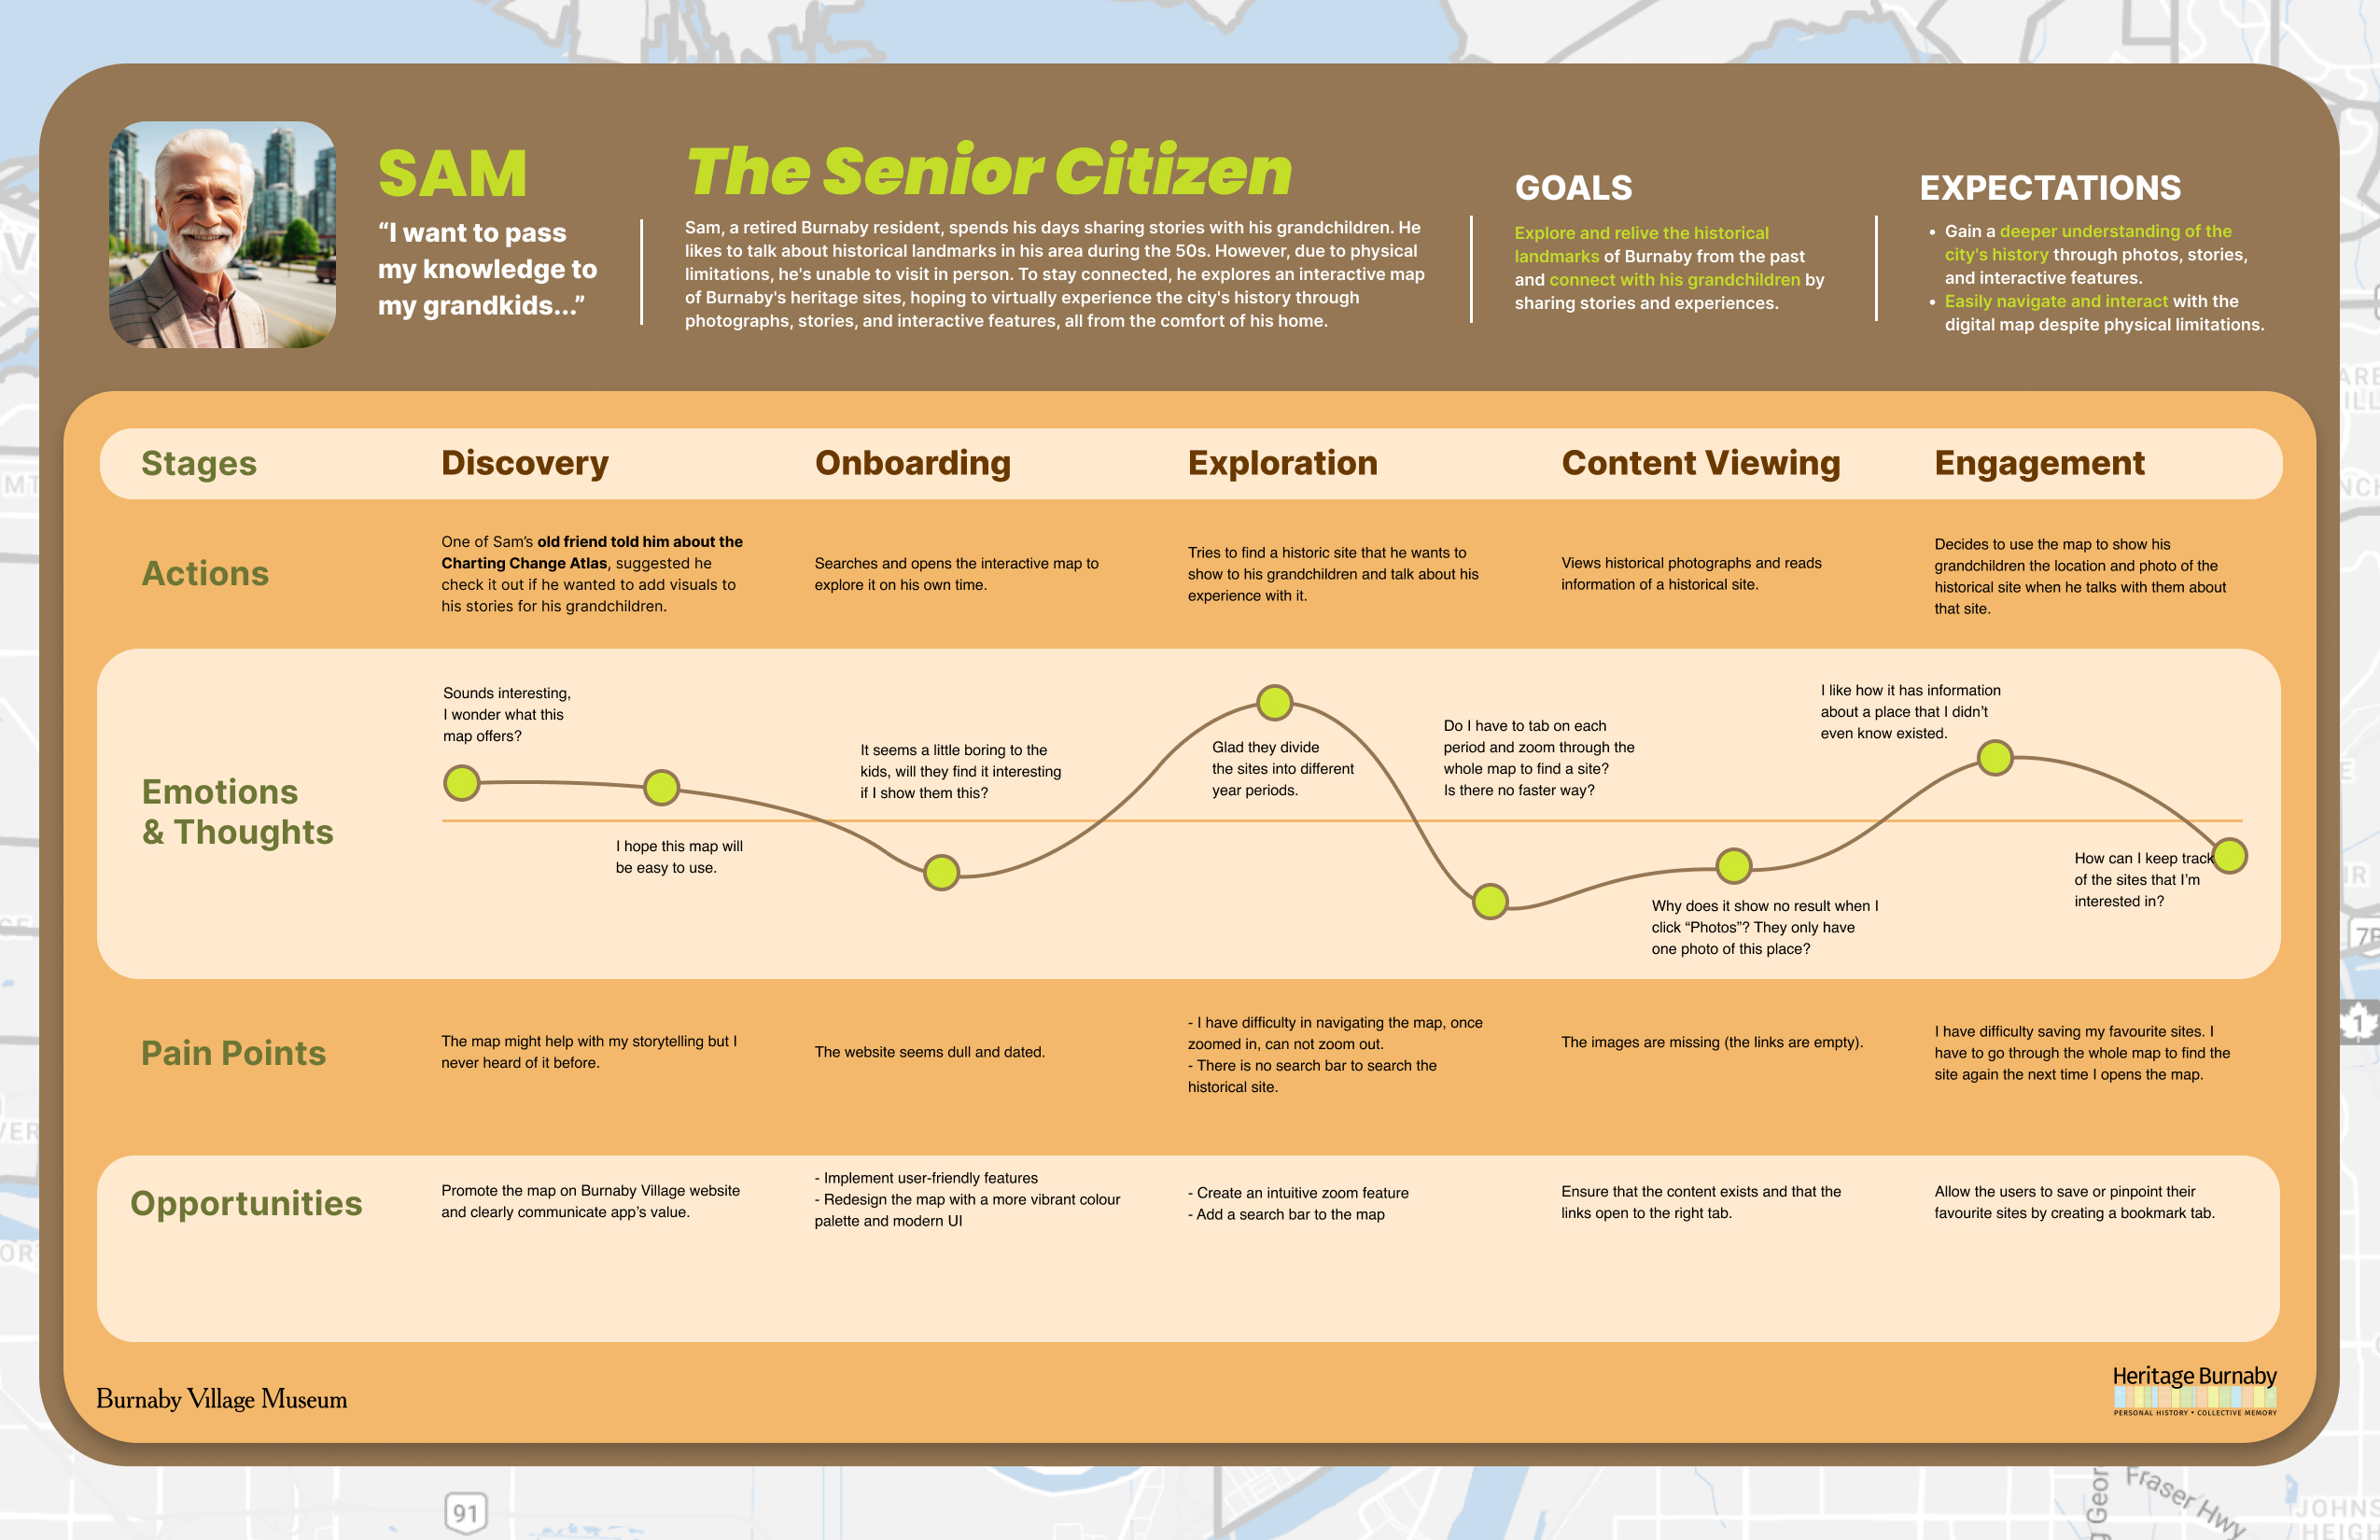 SAM
“I want to pass
my knowledge to
my grandkids...”
The Senior Citizen
Sam, a retired Burnaby resident, spends his days sharing stories with his grandchildren. He
likes to talk about historical landmarks in his area during the 50s. However, due to physical
limitations, he's unable to visit in person. To stay connected, he explores an interactive map
of Burnaby's heritage sites, hoping to virtually experience the city's history through
photographs, stories, and interactive features, all from the comfort of his home.
GOALS
Explore and relive the historical
landmarks of Burnaby from the past
and connect with his grandchildren by
sharing stories and experiences.
EXPECTATIONS
• Gain a deeper understanding of the
city's history through photos, stories,
and interactive features.
• Easily navigate and interact with the
digital map despite physical limitations.
Stages
Discovery
Onboarding
Exploration
Content Viewing
Engagement
Actions
One of Sam’s old friend told him about the
Charting Change Atlas, suggested he
check it out if he wanted to add visuals to
his stories for his grandchildren.
Searches and opens the interactive map to
explore it on his own time.
Tries to find a historic site that he wants to
show to his grandchildren and talk about his
experience with it.
Views historical photographs and reads
information of a historical site.
Decides to use the map to show his
grandchildren the location and photo of the
historical site when he talks with them about
that site.
Emotions
& Thoughts
Sounds interesting,
I wonder what this
map offers?
I hope this map will
be easy to use.
It seems a little boring to the
kids, will they find it interesting
if I show them this?
Glad they divide
the sites into different
year periods.
Do I have to tab on each
period and zoom through the
whole map to find a site?
Is there no faster way?
Why does it show no result when I
click “Photos”? They only have
one photo of this place?
I like how it has information
about a place that I didn’t
even know existed.
How can I keep track
of the sites that I’m
interested in?
Pain Points
The map might help with my storytelling but I
never heard of it before.
The website seems dull and dated.
- I have difficulty in navigating the map, once
zoomed in, can not zoom out.
- There is no search bar to search the
historical site.
The images are missing (the links are empty).
I have difficulty saving my favourite sites. I
have to go through the whole map to find the
site again the next time I opens the map.
Opportunities
Promote the map on Burnaby Village website
and clearly communicate app’s value.
- Implement user-friendly features
- Redesign the map with a more vibrant colour
palette and modern UI
- Create an intuitive zoom feature
- Add a search bar to the map
Ensure that the content exists and that the
links open to the right tab.
Allow the users to save or pinpoint their
favourite sites by creating a bookmark tab.
Burnaby Village Museum
Heritage Burnaby
PERSONAL HISTORY • COLLECTIVE MEMORY
91
1
Fraser Hwy